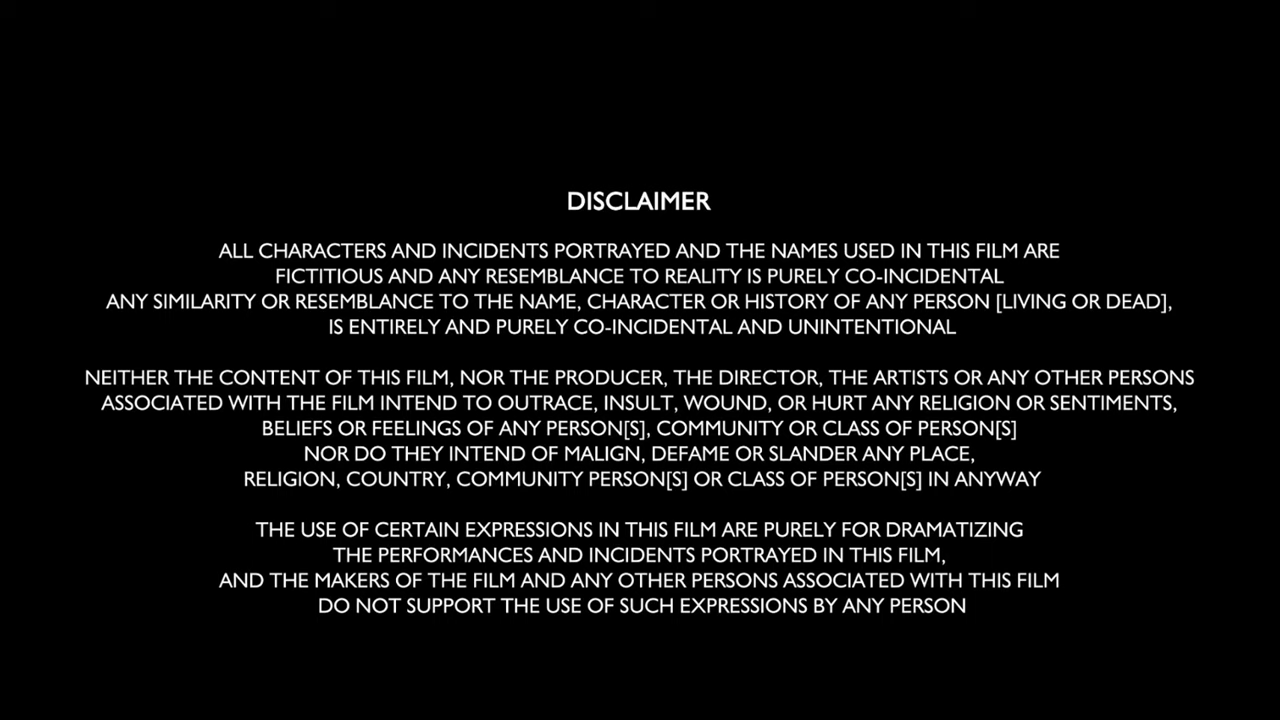 DISCLAIMER
ALL CHARACTERS AND INCIDENTS PORTRAYED AND THE NAMES USED IN THIS FILM ARE
FICTITIOUS AND ANY RESEMBLANCE TO REALITY IS PURELY CO-INCIDENTAL
ANY SIMILARITY OR RESEMBLANCE TO THE NAME, CHARACTER OR HISTORY OF ANY PERSON [LIVING OR DEAD],
IS ENTIRELY AND PURELY CO-INCIDENTAL AND UNINTENTIONAL
NEITHER THE CONTENT OF THIS FILM, NOR THE PRODUCER, THE DIRECTOR, THE ARTISTS OR ANY OTHER PERSONS
ASSOCIATED WITH THE FILM INTEND TO OUTRACE, INSULT, WOUND, OR HURT ANY RELIGION OR SENTIMENTS,
BELIEFS OR FEELINGS OF ANY PERSON[S], COMMUNITY OR CLASS OF PERSON[S]
NOR DO THEY INTEND OF MALIGN, DEFAME OR SLANDER ANY PLACE,
RELIGION, COUNTRY, COMMUNITY PERSON[S] OR CLASS OF PERSON[S] IN ANYWAY
THE USE OF CERTAIN EXPRESSIONS IN THIS FILM ARE PURELY FOR DRAMATIZING
THE PERFORMANCES AND INCIDENTS PORTRAYED IN THIS FILM,
AND THE MAKERS OF THE FILM AND ANY OTHER PERSONS ASSOCIATED WITH THIS FILM
DO NOT SUPPORT THE USE OF SUCH EXPRESSIONS BY ANY PERSON